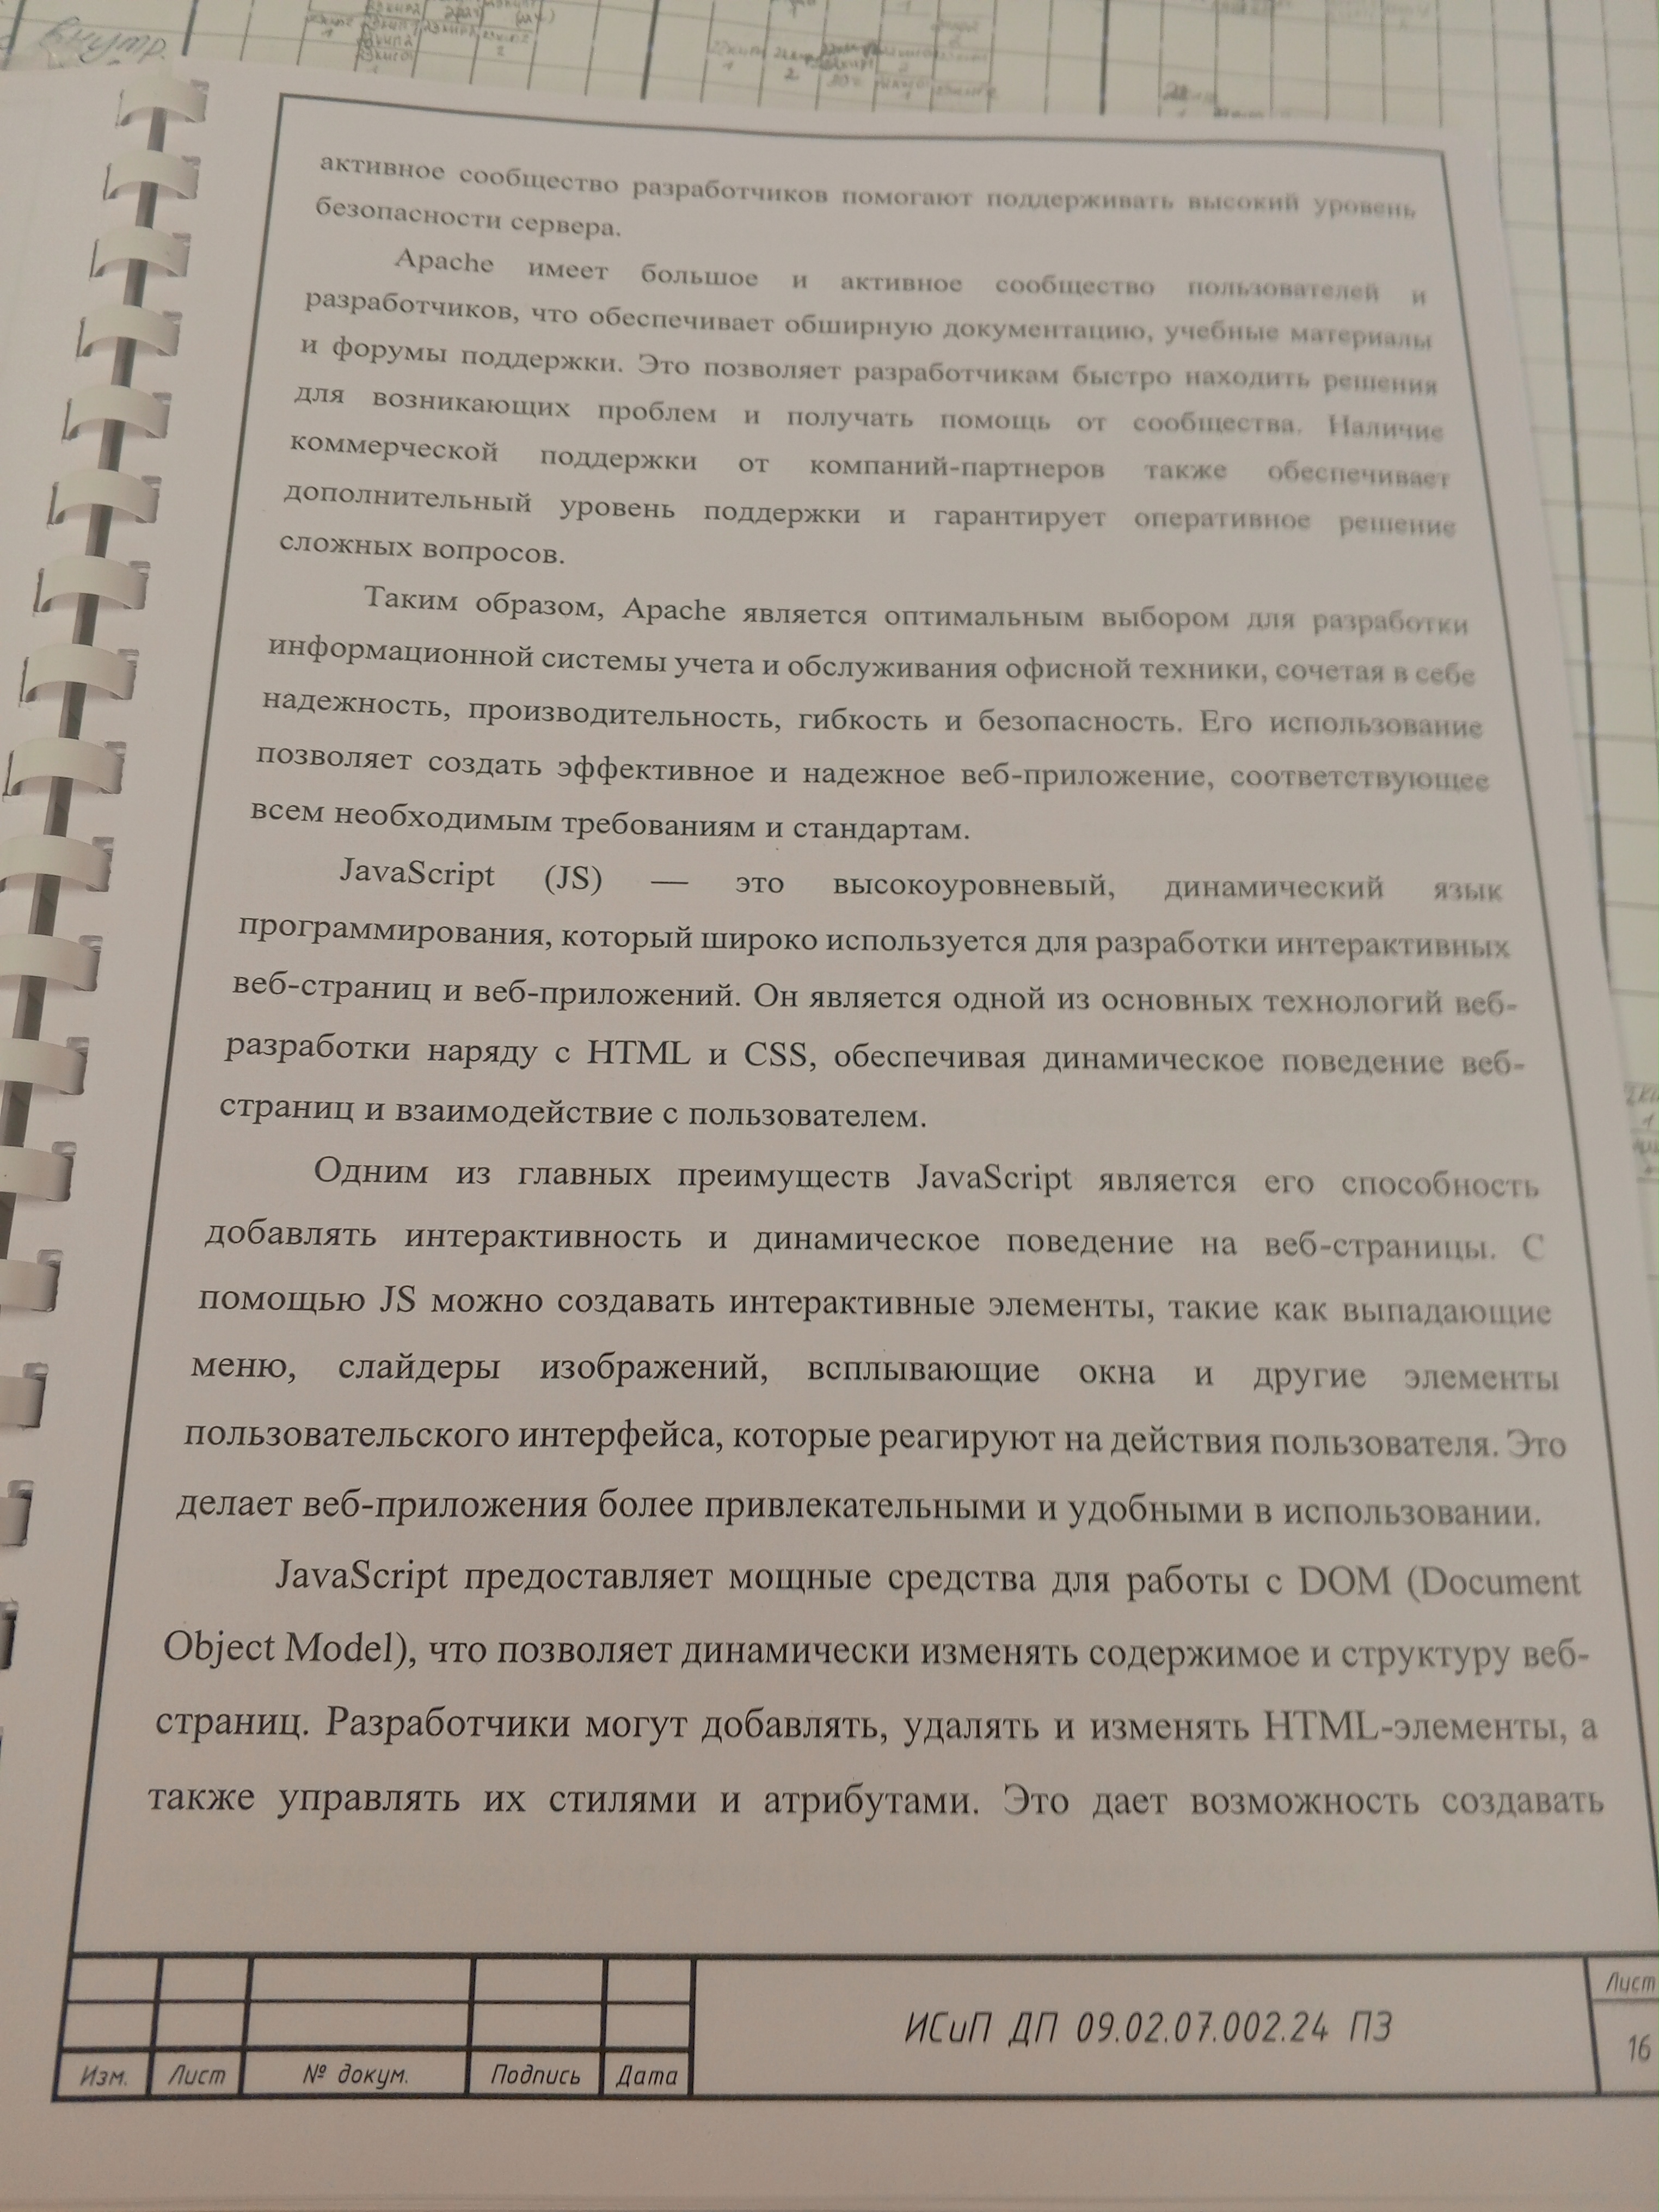 внутр.
активное сообщество разработчиков помогают поддерживать высокий уровень
безопасности сервера.
Apache имеет большое и активное сообщество пользователей и
разработчиков, что обеспечивает обширную документацию, учебные материалы
и форумы поддержки. Это позволяет разработчикам быстро находить решения
для возникающих проблем и получать помощь от сообщества. Наличие
коммерческой поддержки от компаний-партнеров также обеспечивает
дополнительный уровень поддержки и гарантирует оперативное решение
сложных вопросов.
Таким образом, Apache является оптимальным выбором для разработки
информационной системы учета и обслуживания офисной техники, сочетая в себе
надежность, производительность, гибкость и безопасность. Его использование
позволяет создать эффективное и надежное веб-приложение, соответствующее
всем необходимым требованиям и стандартам.
JavaScript (JS) — это высокоуровневый, динамический язык
программирования, который широко используется для разработки интерактивных
веб-страниц и веб-приложений. Он является одной из основных технологий веб-
разработки наряду с HTML и CSS, обеспечивая динамическое поведение веб-
страниц и взаимодействие с пользователем.
Одним из главных преимуществ JavaScript является его способность
добавлять интерактивность и динамическое поведение на веб-страницы. С
помощью JS можно создавать интерактивные элементы, такие как выпадающие
меню, слайдеры изображений, всплывающие окна и другие элементы
пользовательского интерфейса, которые реагируют на действия пользователя. Это
делает веб-приложения более привлекательными и удобными в использовании.
JavaScript предоставляет мощные средства для работы с DOM (Document
Object Model), что позволяет динамически изменять содержимое и структуру веб-
страниц. Разработчики могут добавлять, удалять и изменять HTML-элементы, а
также управлять их стилями и атрибутами. Это дает возможность создавать
Изм. Лист № докум. Подпись Дата
ИСиП ДП 09.02.07.002.24 ПЗ
Лист
16